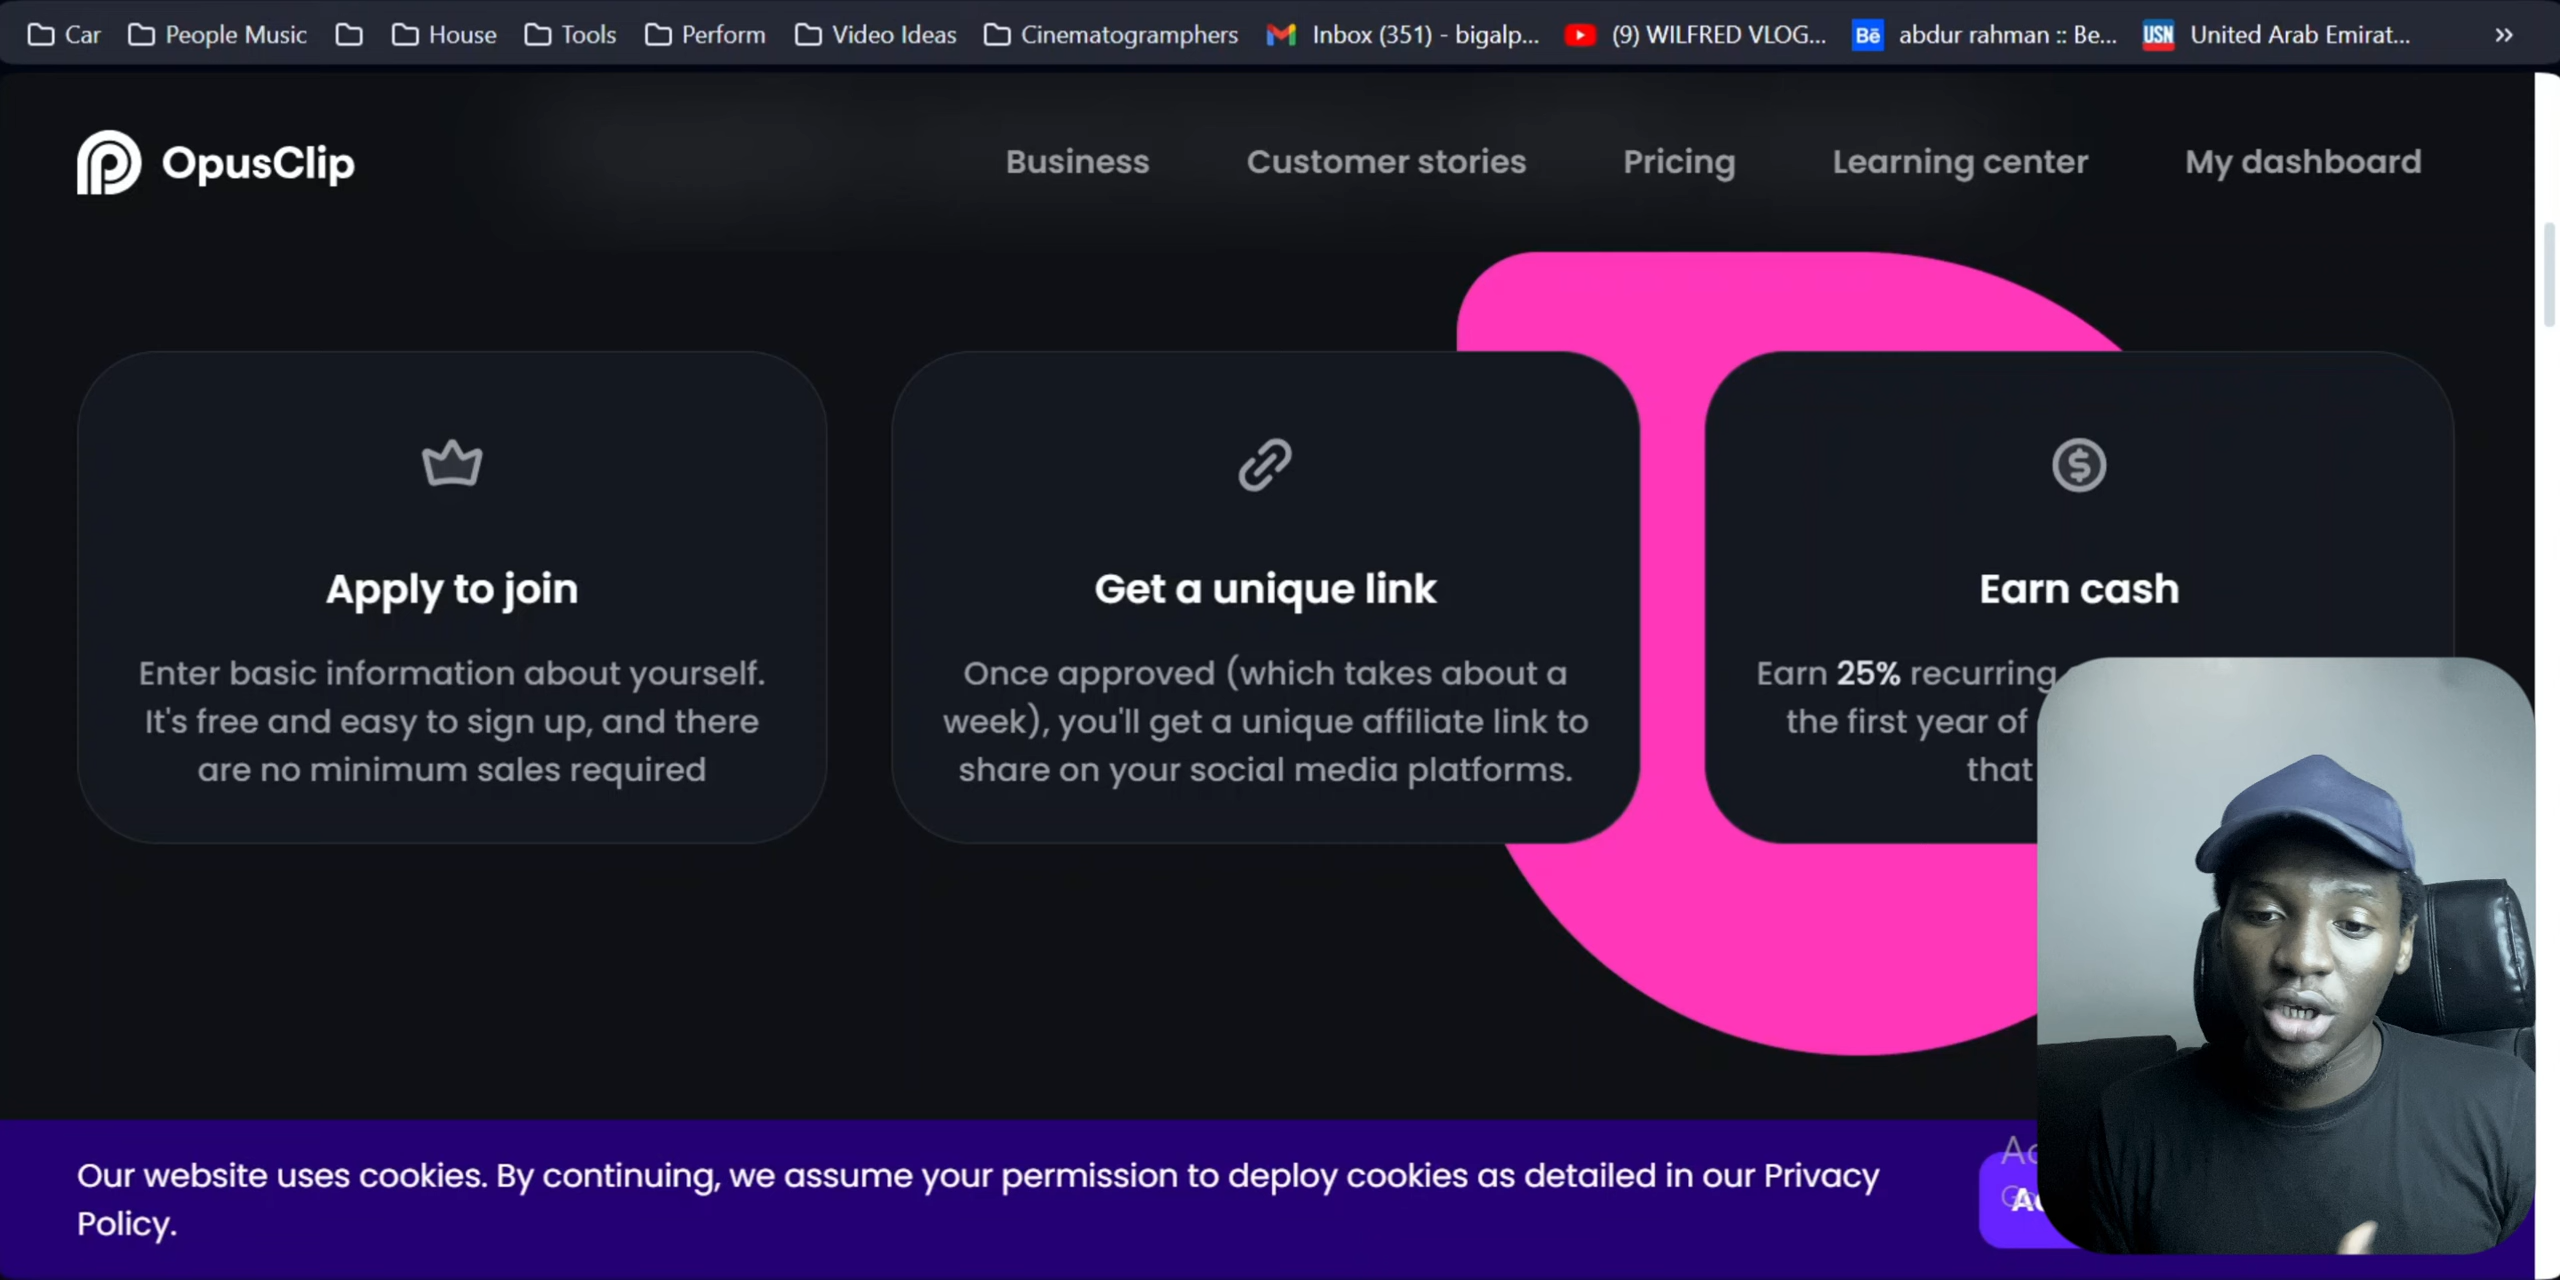 Car People Music House Tools Perform Video Ideas Cinematogramphers Inbox (351) - bigalp... (9) WILFRED VLOG... Bē abdur rahman :: Be... USN United Arab Emirat... »
OpusClip Business Customer stories Pricing Learning center My dashboard
Apply to join
Enter basic information about yourself.
It's free and easy to sign up, and there
are no minimum sales required
Get a unique link
Once approved (which takes about a
week), you'll get a unique affiliate link to
share on your social media platforms.
Earn cash
Earn 25% recurring
the first year of
that
Our website uses cookies. By continuing, we assume your permission to deploy cookies as detailed in our Privacy
Policy.